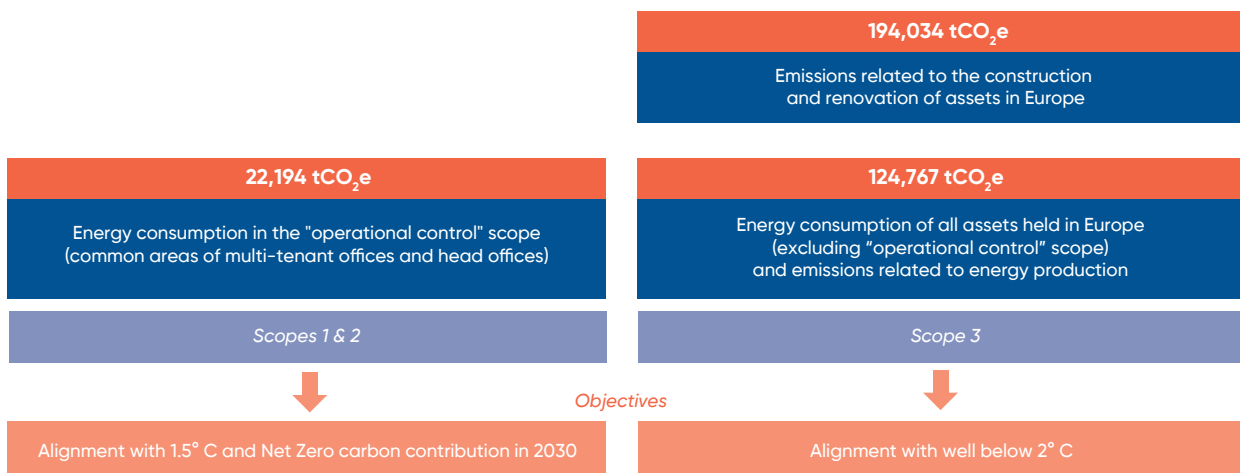 194,034 tCO₂e
Emissions related to the construction
and renovation of assets in Europe
22,194 tCO₂e
Energy consumption in the "operational control" scope
(common areas of multi-tenant offices and head offices)
Scopes 1 & 2
124,767 tCO₂e
Energy consumption of all assets held in Europe
(excluding “operational control” scope)
and emissions related to energy production
Scope 3
Objectives
Alignment with 1.5° C and Net Zero carbon contribution in 2030
Alignment with well below 2° C